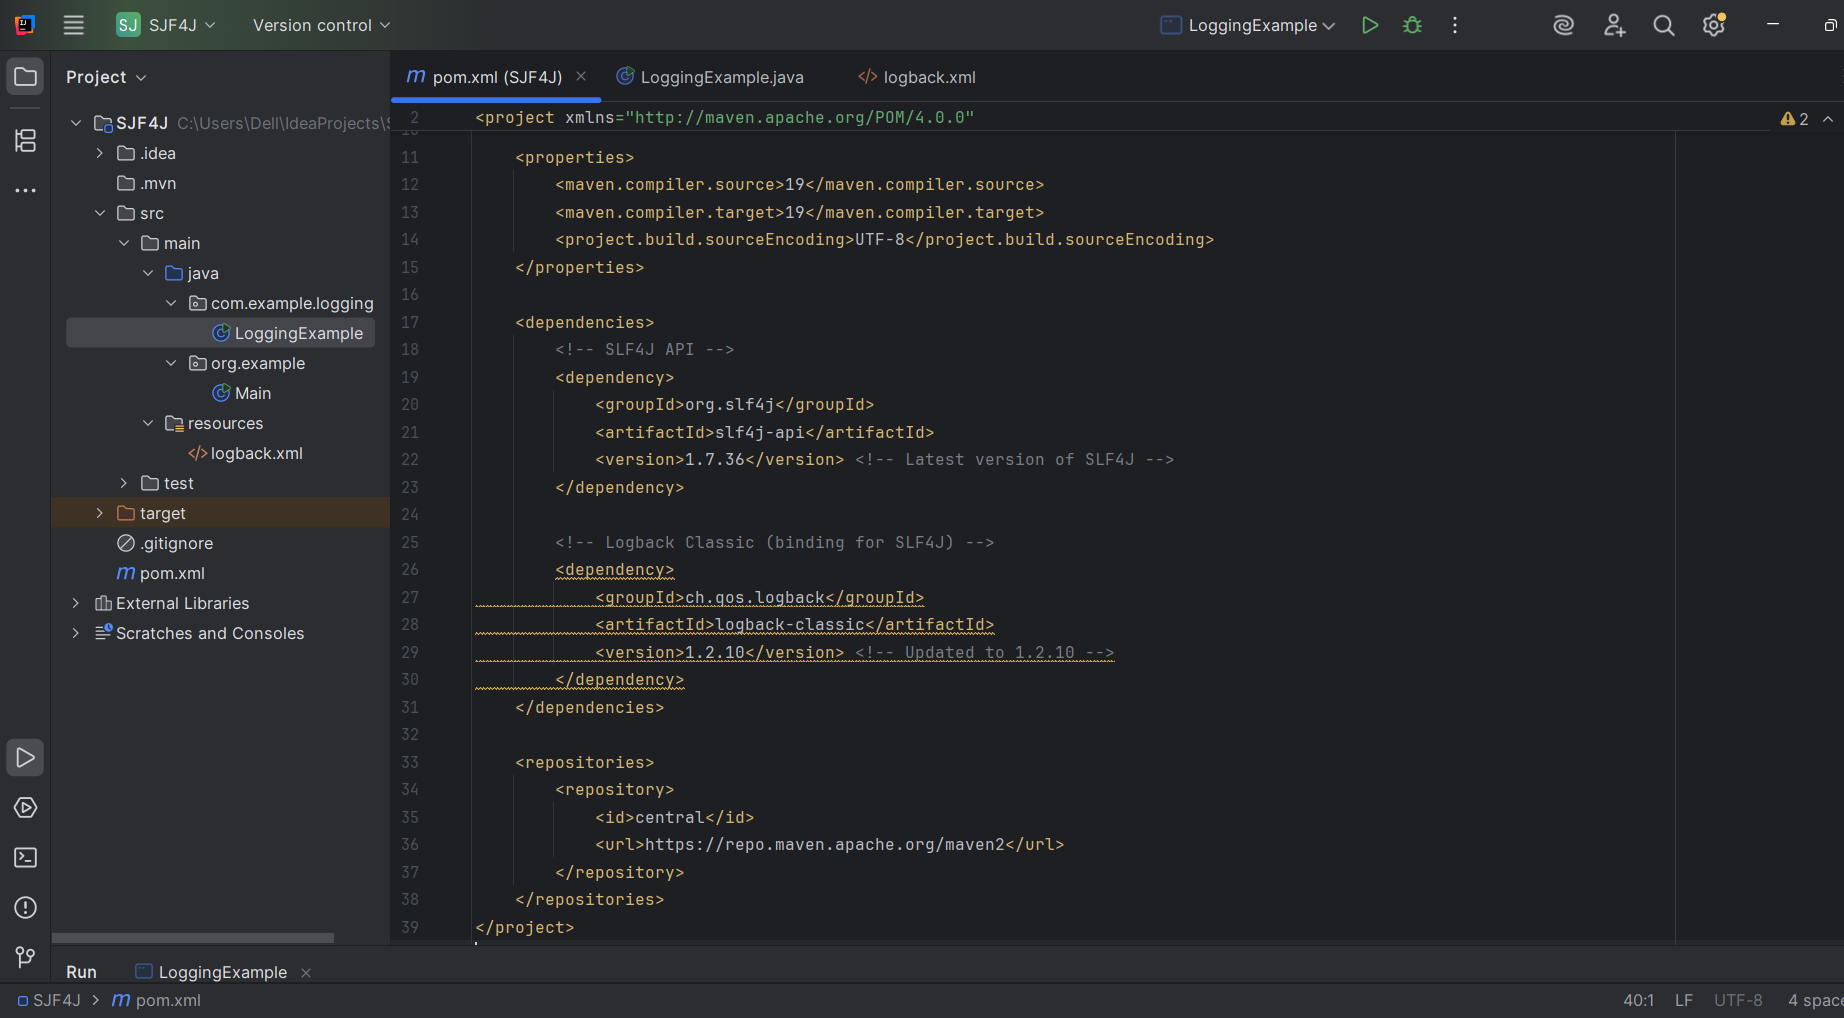 SJ SJF4J Version control LoggingExample
Project
pom.xml (SJF4J) LoggingExample.java logback.xml
SJF4J C:\Users\Dell\IdeaProjects\
.idea
.mvn
src
main
java
com.example.logging
LoggingExample
org.example
Main
resources
logback.xml
test
target
.gitignore
m pom.xml
External Libraries
Scratches and Consoles
2 <project xmlns="http://maven.apache.org/POM/4.0.0"
2
11 <properties>
12 <maven.compiler.source>19</maven.compiler.source>
13 <maven.compiler.target>19</maven.compiler.target>
14 <project.build.sourceEncoding>UTF-8</project.build.sourceEncoding>
15 </properties>
16
17 <dependencies>
18 <!-- SLF4J API -->
19 <dependency>
20 <groupId>org.slf4j</groupId>
21 <artifactId>slf4j-api</artifactId>
22 <version>1.7.36</version> <!-- Latest version of SLF4J -->
23 </dependency>
24
25 <!-- Logback Classic (binding for SLF4J) -->
26 <dependency>
27 <groupId>ch.qos.logback</groupId>
28 <artifactId>logback-classic</artifactId>
29 <version>1.2.10</version> <!-- Updated to 1.2.10 -->
30 </dependency>
31 </dependencies>
32
33 <repositories>
34 <repository>
35 <id>central</id>
36 <url>https://repo.maven.apache.org/maven2</url>
37 </repository>
38 </repositories>
39 </project>
Run LoggingExample
SJF4J > m pom.xml
40:1 LF UTF-8 4 spac